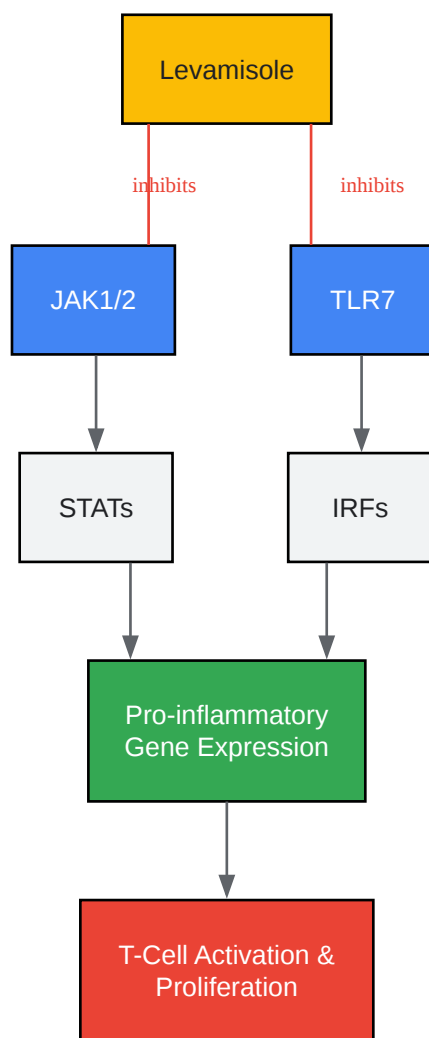 Levamisole
inhibits
inhibits
JAK1/2
TLR7
STATs
IRFs
Pro-inflammatory
Gene Expression
T-Cell Activation &
Proliferation